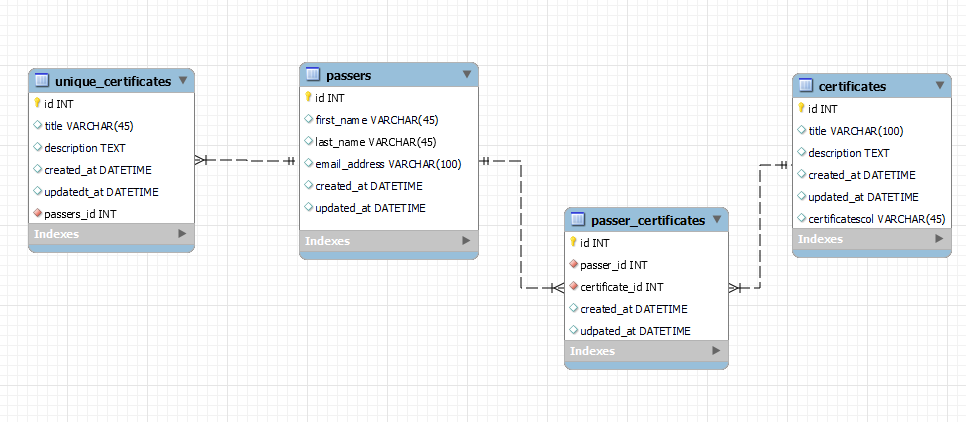 unique_certificates
id INT
title VARCHAR(45)
description TEXT
created_at DATETIME
updatedt_at DATETIME
passers_id INT
Indexes
passers
id INT
first_name VARCHAR(45)
last_name VARCHAR(45)
email_address VARCHAR(100)
created_at DATETIME
updated_at DATETIME
Indexes
passer_certificates
id INT
passer_id INT
certificate_id INT
created_at DATETIME
udpated_at DATETIME
Indexes
certificates
id INT
title VARCHAR(100)
description TEXT
created_at DATETIME
updated_at DATETIME
certificatescol VARCHAR(45)
Indexes